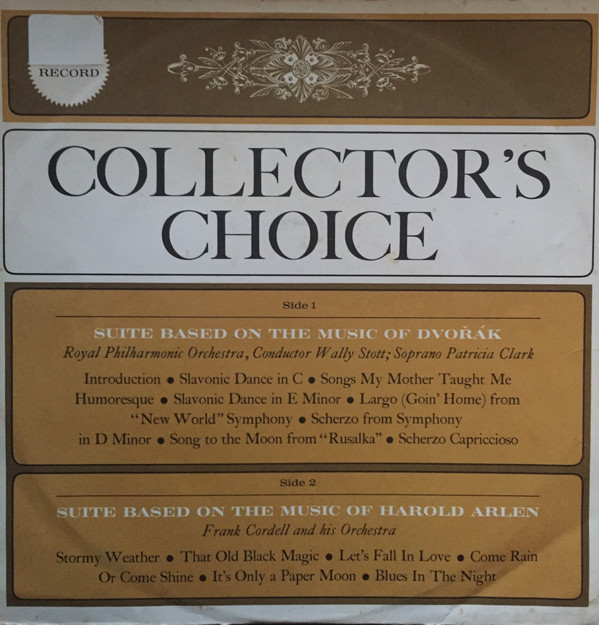 RECORD
COLLECTOR'S
CHOICE
Side 1
SUITE BASED ON THE MUSIC OF DVOŘÁK
Royal Philharmonic Orchestra, Conductor Wally Stott; Soprano Patricia Clark
Introduction • Slavonic Dance in C • Songs My Mother Taught Me
Humoresque • Slavonic Dance in E Minor • Largo (Goin' Home) from
"New World" Symphony • Scherzo from Symphony
in D Minor • Song to the Moon from "Rusalka" • Scherzo Capriccioso
Side 2
SUITE BASED ON THE MUSIC OF HAROLD ARLEN
Frank Cordell and his Orchestra
Stormy Weather • That Old Black Magic • Let's Fall In Love • Come Rain
Or Come Shine • It's Only a Paper Moon • Blues In The Night